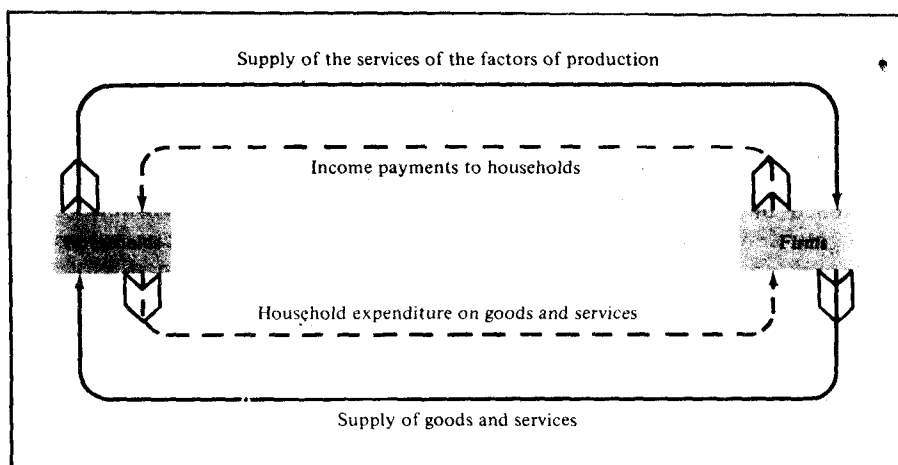 Supply of the services of the factors of production
Income payments to households
Households
Firms
Household expenditure on goods and services
Supply of goods and services